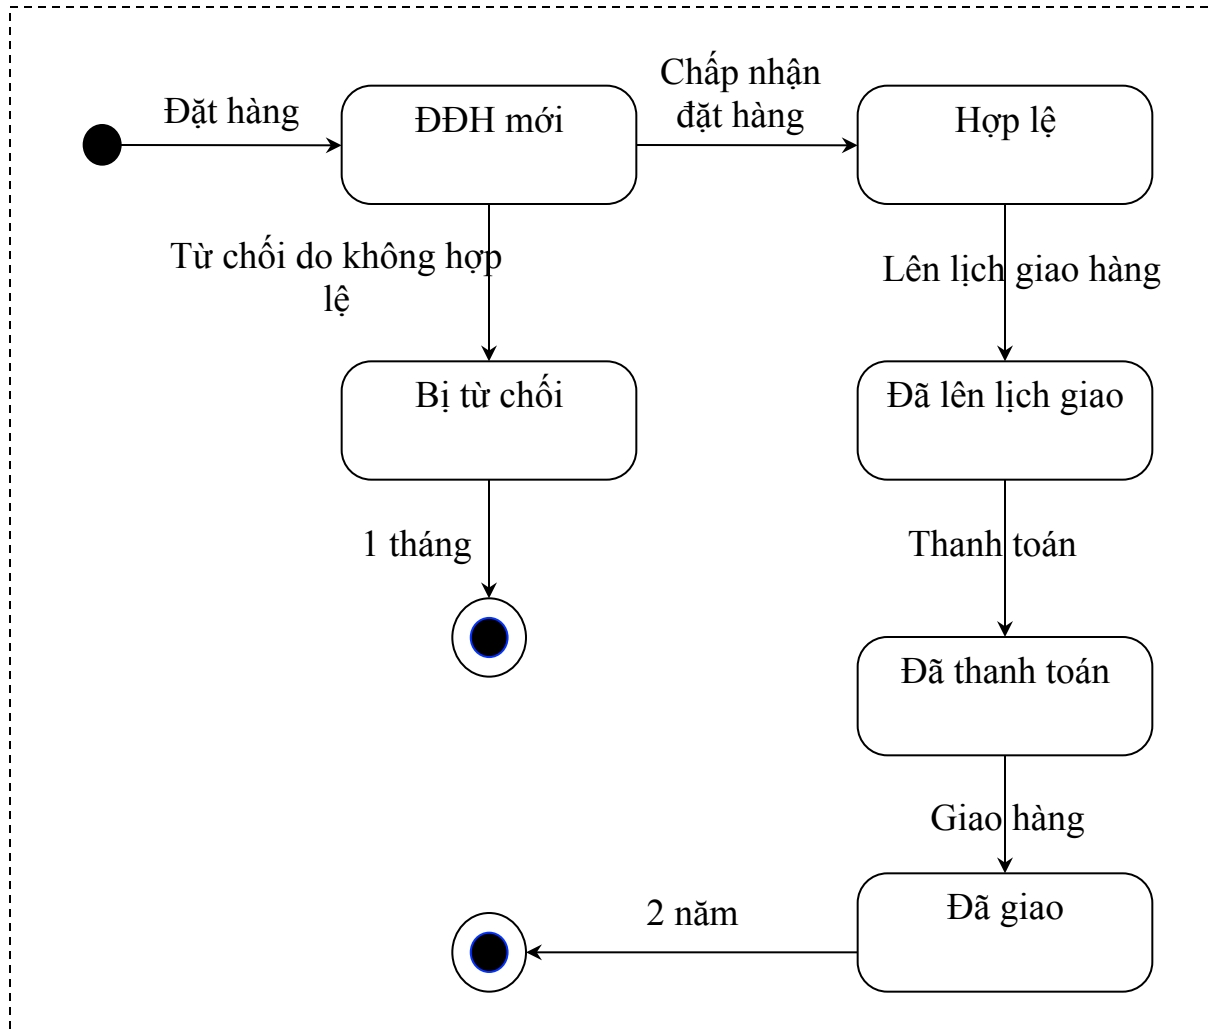 Đặt hàng
ĐĐH mới
Chấp nhận
đặt hàng
Hợp lệ
Từ chối do không hợp
lệ
Lên lịch giao hàng
Bị từ chối
Đã lên lịch giao
1 tháng
Thanh toán
Đã thanh toán
Giao hàng
Đã giao
2 năm